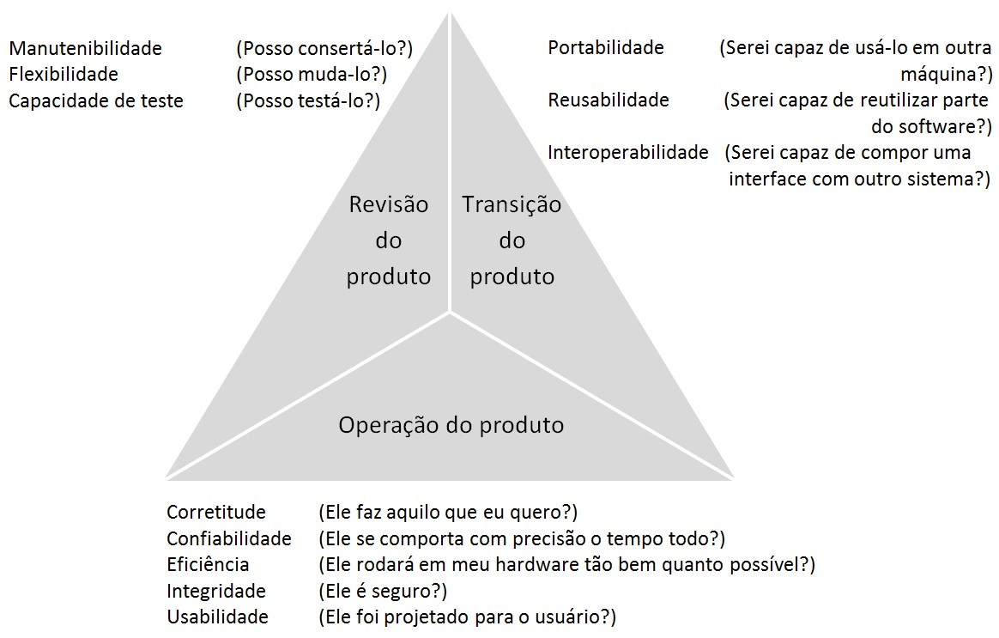 Manutenibilidade (Posso consertá-lo?)
Flexibilidade (Posso muda-lo?)
Capacidade de teste (Posso testá-lo?)
Portabilidade (Serei capaz de usá-lo em outra
máquina?)
Reusabilidade (Serei capaz de reutilizar parte
do software?)
Interoperabilidade (Serei capaz de compor uma
interface com outro sistema?)
Revisão
do
produto
Transição
do
produto
Operação do produto
Corretitude (Ele faz aquilo que eu quero?)
Confiabilidade (Ele se comporta com precisão o tempo todo?)
Eficiência (Ele rodará em meu hardware tão bem quanto possível?)
Integridade (Ele é seguro?)
Usabilidade (Ele foi projetado para o usuário?)